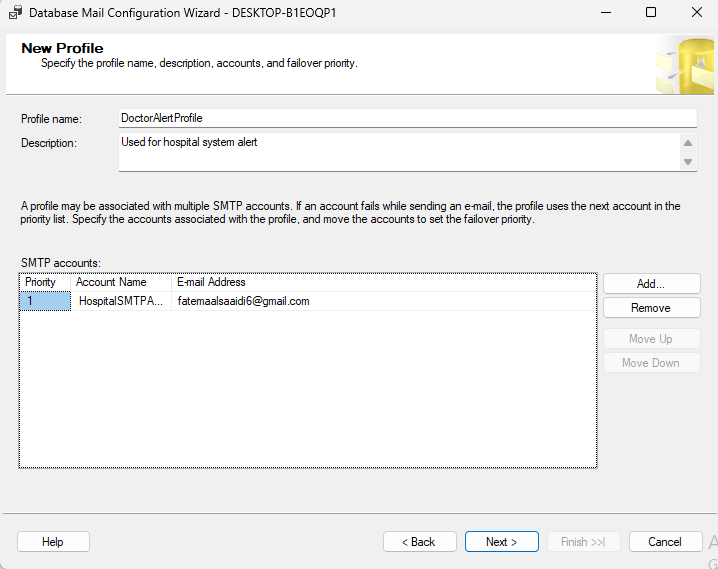 Database Mail Configuration Wizard - DESKTOP-B1EOQP1
New Profile
Specify the profile name, description, accounts, and failover priority.
Profile name:
DoctorAlertProfile
Description:
Used for hospital system alert
A profile may be associated with multiple SMTP accounts. If an account fails while sending an e-mail, the profile uses the next account in the
priority list. Specify the accounts associated with the profile, and move the accounts to set the failover priority.
SMTP accounts:
Priority Account Name E-mail Address
1 HospitalSMTPA... fatemaalsaaidi6@gmail.com
Add...
Remove
Move Up
Move Down
Help
< Back
Next >
Finish >>|
Cancel